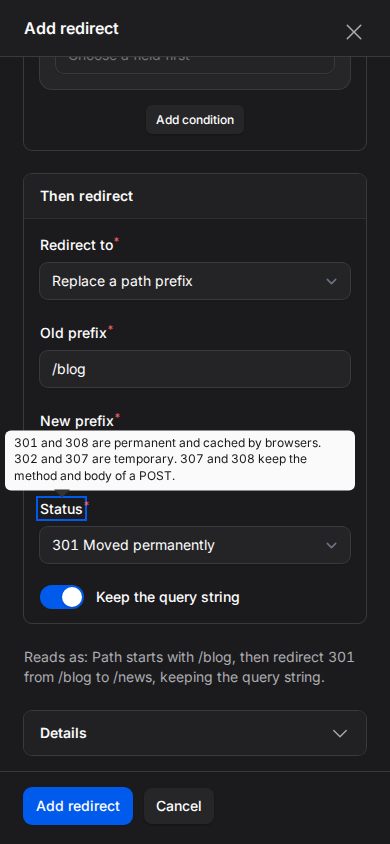 Add redirect
Choose a field first
Add condition
Then redirect
Redirect to*
Replace a path prefix
Old prefix*
/blog
New prefix*
301 and 308 are permanent and cached by browsers.
302 and 307 are temporary. 307 and 308 keep the
method and body of a POST.
Status*
301 Moved permanently
Keep the query string
Reads as: Path starts with /blog, then redirect 301
from /blog to /news, keeping the query string.
Details
Add redirect
Cancel